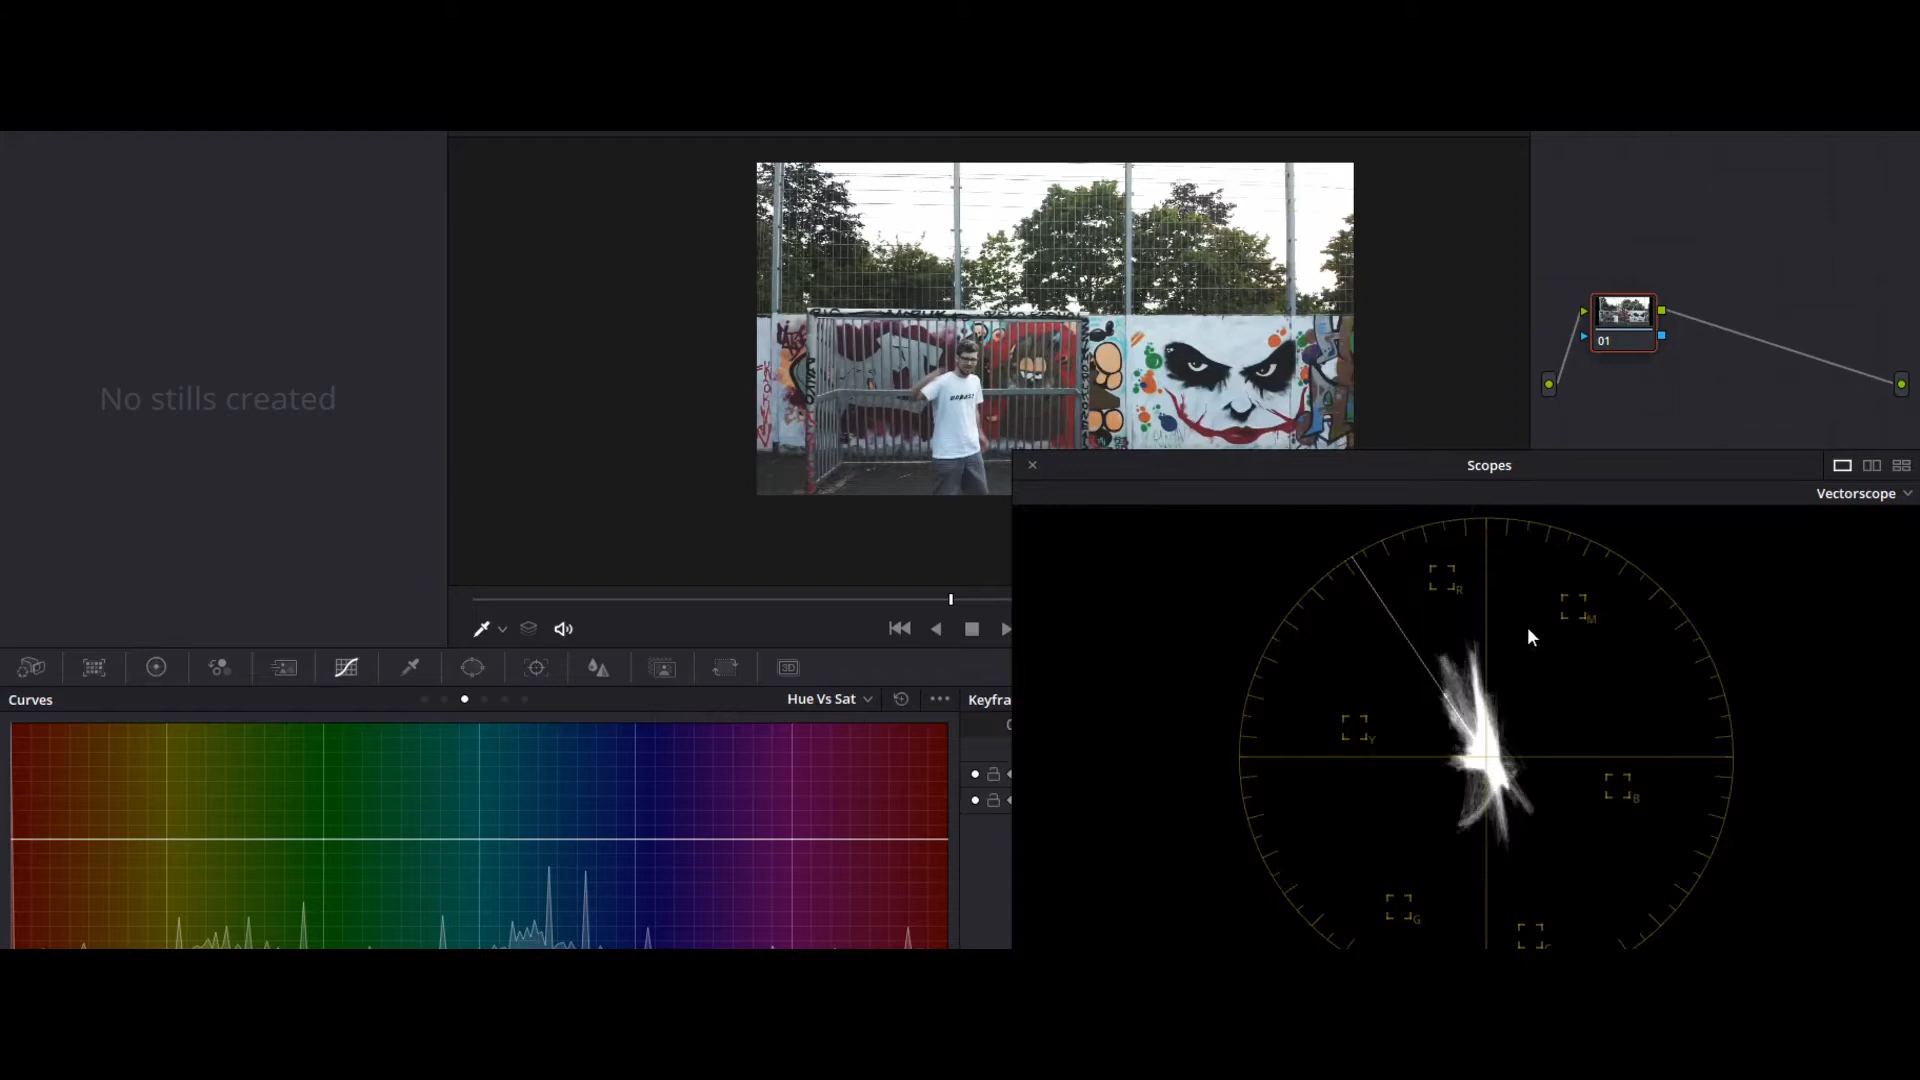 No stills created
01
Scopes
Vectorscope
R
M
Y
B
G
Curves
Hue Vs Sat
Keyfra